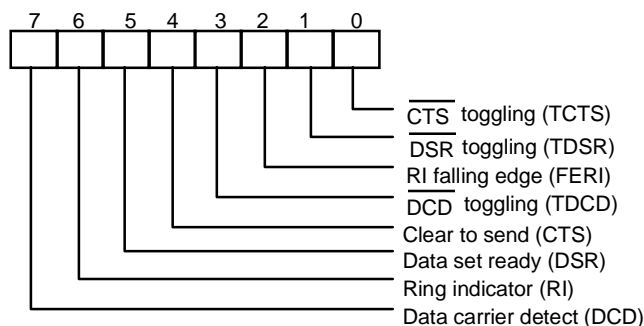 7 6 5 4 3 2 1 0
CTS toggling (TCTS)
DSR toggling (TDSR)
RI falling edge (FERI)
DCD toggling (TDCD)
Clear to send (CTS)
Data set ready (DSR)
Ring indicator (RI)
Data carrier detect (DCD)